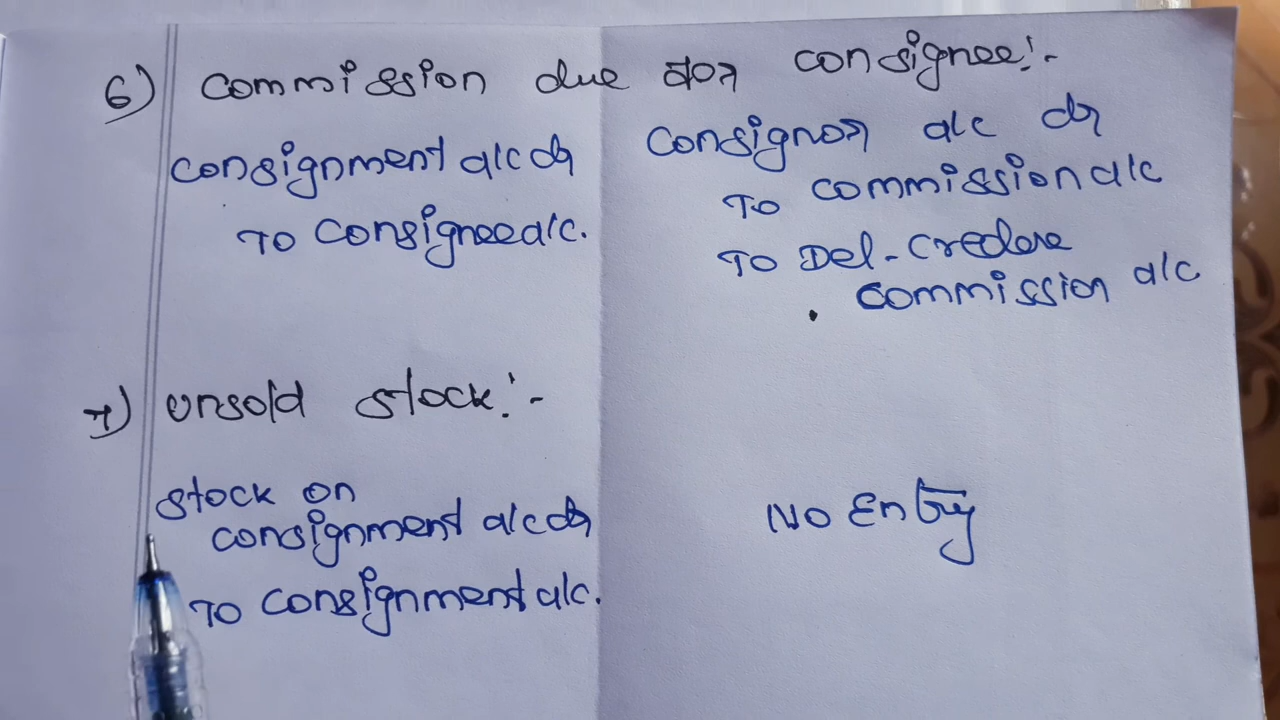 6) Commission due for consignee:-
Consignment a/c dr
To Consignee a/c.
Consignor a/c dr
To Commission a/c
To Del-Credere
Commission a/c
7) Unsold stock:-
Stock on
consignment a/c dr
To Consignment a/c.
No Entry